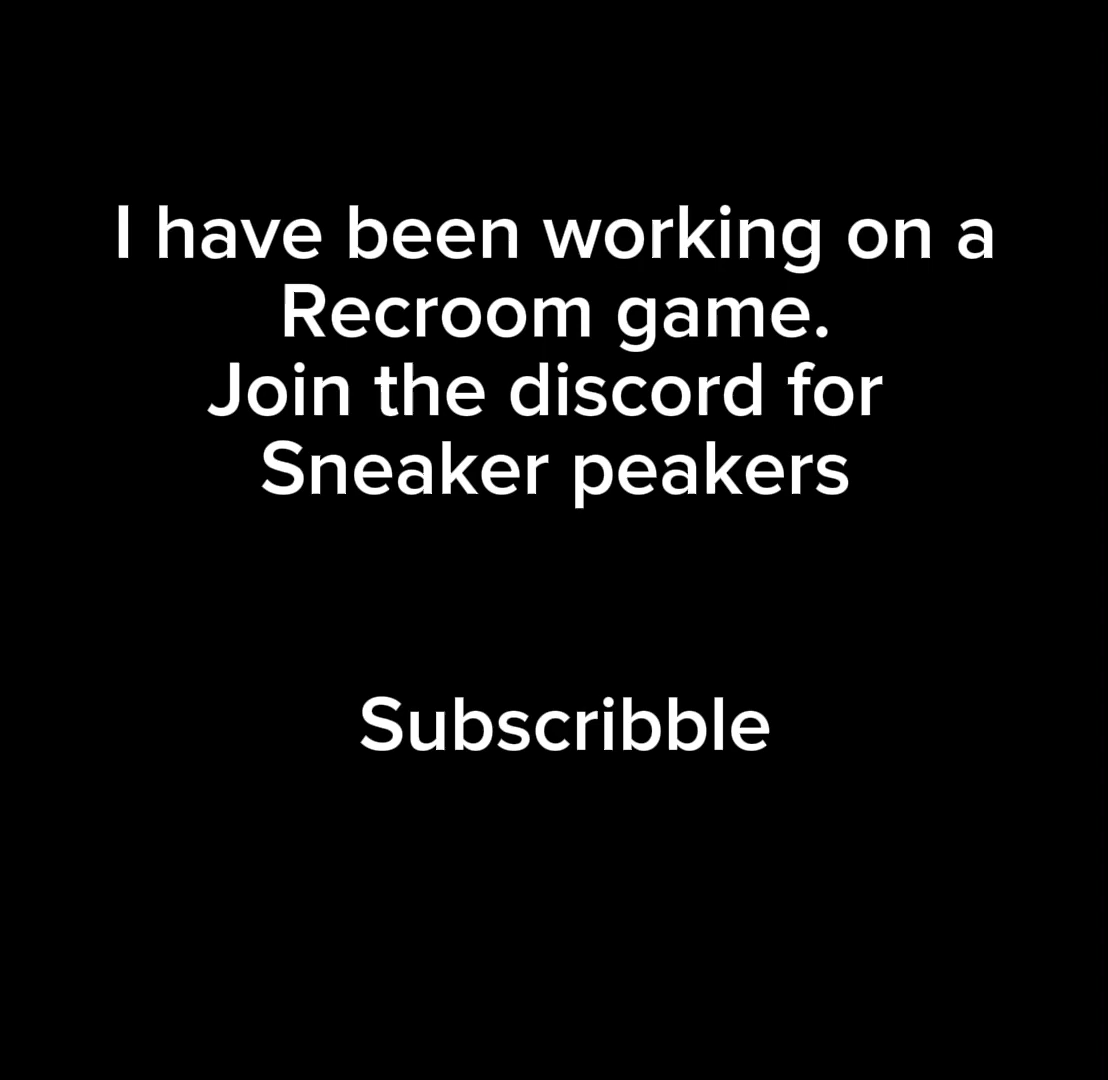 I have been working on a
Recroom game.
Join the discord for
Sneaker peakers
Subscribble